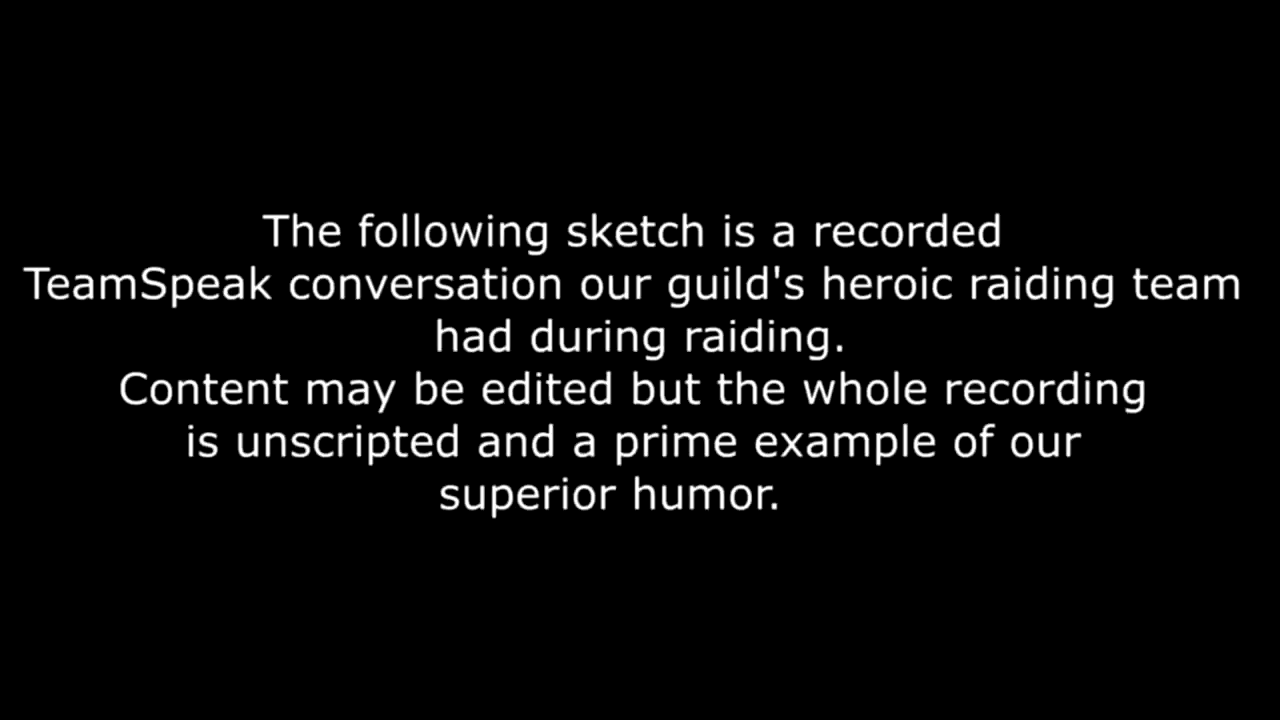 The following sketch is a recorded
TeamSpeak conversation our guild's heroic raiding team
had during raiding.
Content may be edited but the whole recording
is unscripted and a prime example of our
superior humor.